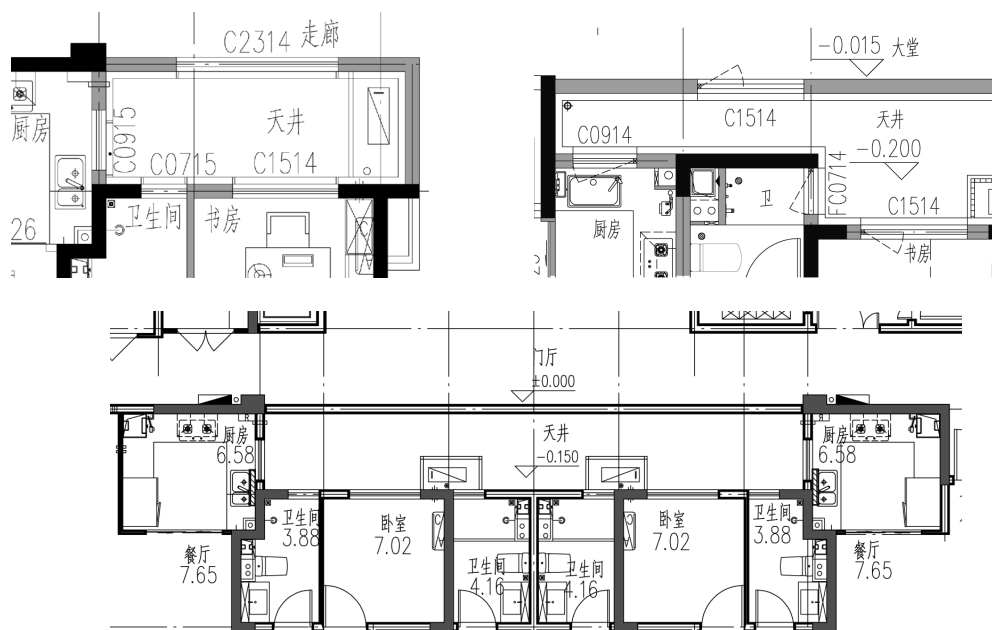 C2314 走廊
厨房
C0915
天井
C0715
C1514
卫生间
书房
26
-0.015 大堂
C0914
C1514
天井
-0.200
厨房
卫
FC0714
C1514
书房
门厅
±0.000
厨房
6.58
天井
-0.150
厨房
6.58
卫生间
3.88
卧室
7.02
卧室
7.02
卫生间
3.88
餐厅
7.65
卫生间
4.16
卫生间
4.16
餐厅
7.65